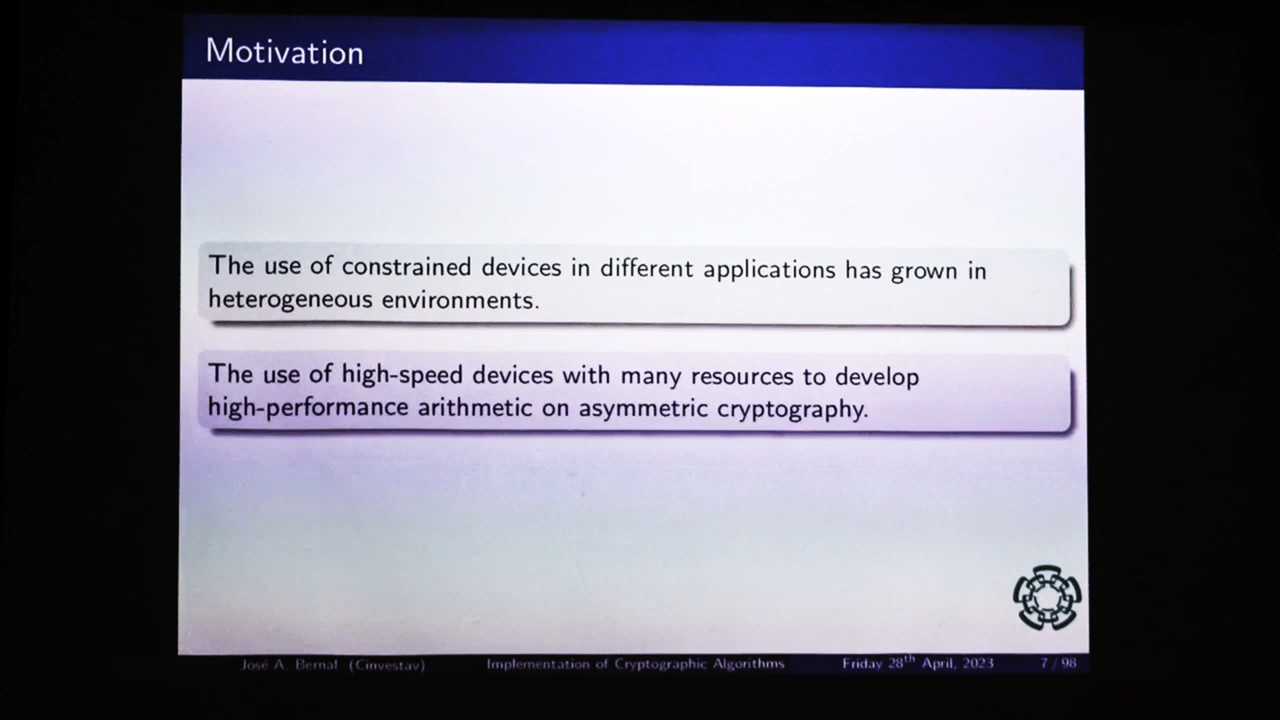 Motivation
The use of constrained devices in different applications has grown in
heterogeneous environments.
The use of high-speed devices with many resources to develop
high-performance arithmetic on asymmetric cryptography.
José A. Bernal (Cinvestav) Implementation of Cryptographic Algorithms Friday 28th April, 2023 7 / 98